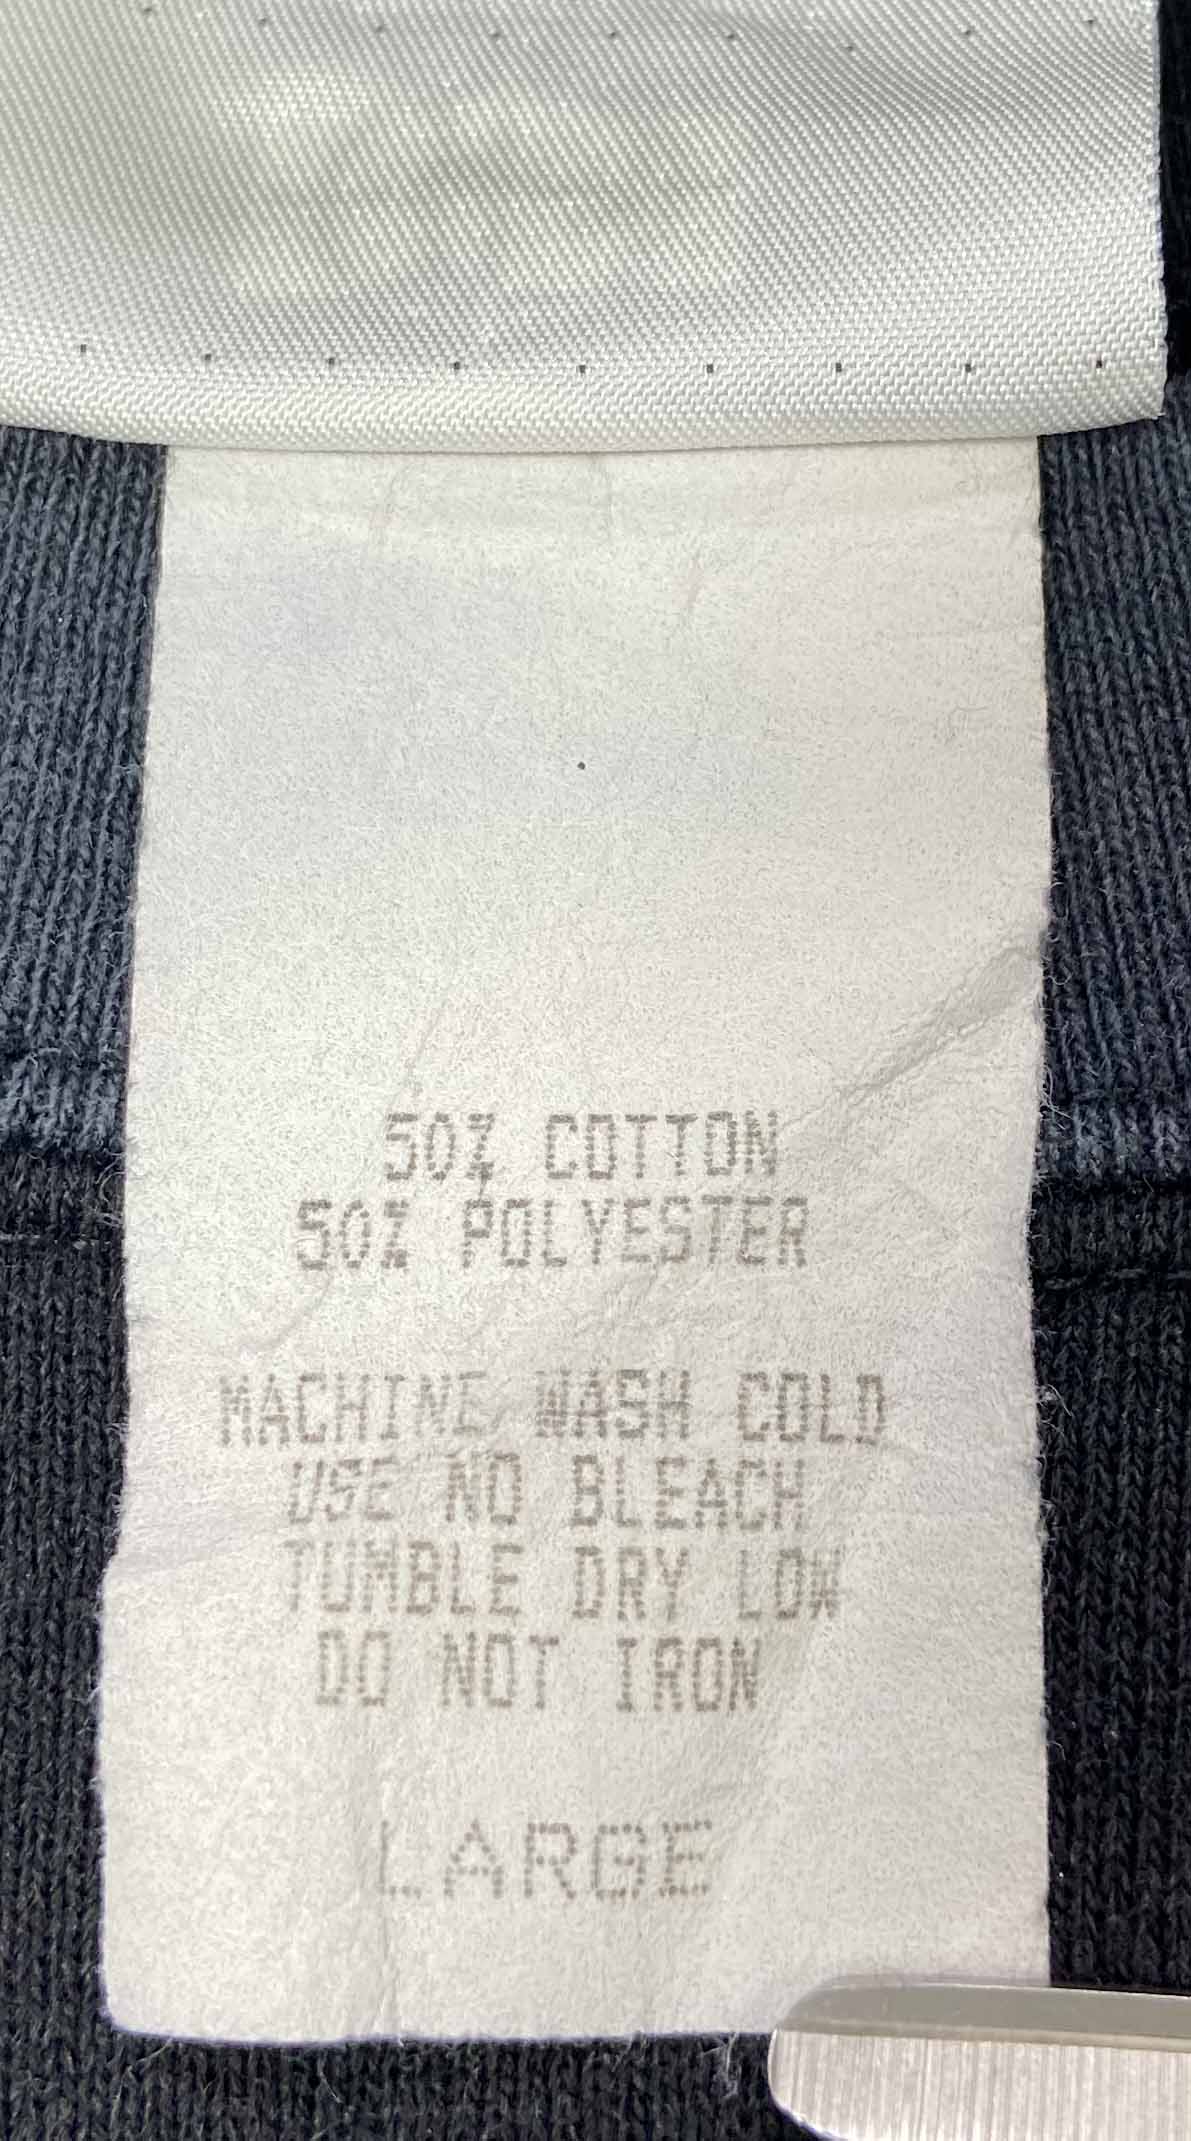 50% COTTON
50% POLYESTER
MACHINE WASH COLD
USE NO BLEACH
TUMBLE DRY LOW
DO NOT IRON
LARGE